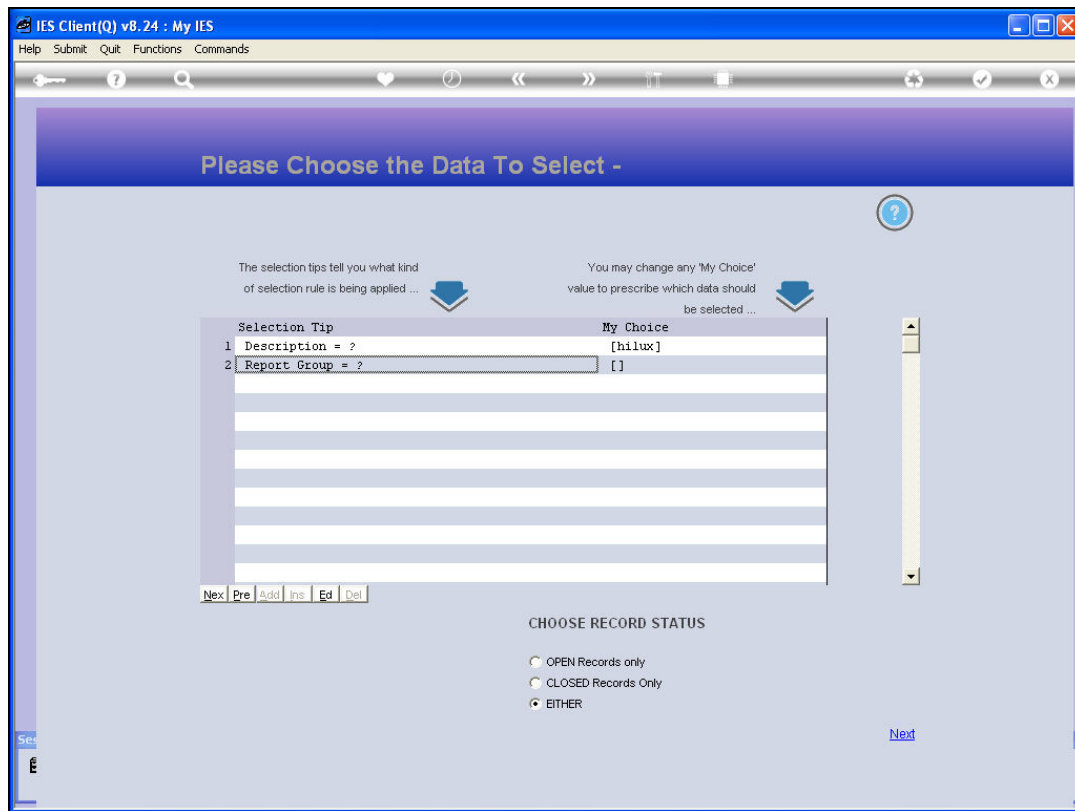 IES Client(Q) v8.24 : My IES
Help Submit Quit Functions Commands
Please Choose the Data To Select -
The selection tips tell you what kind
of selection rule is being applied ...
You may change any 'My Choice'
value to prescribe which data should
be selected ...
Selection Tip My Choice
1 Description = ? [hilux]
2 Report Group = ? []
Nex Pre Add Ins Ed Del
CHOOSE RECORD STATUS
OPEN Records only
CLOSED Records Only
EITHER
Next
Ses